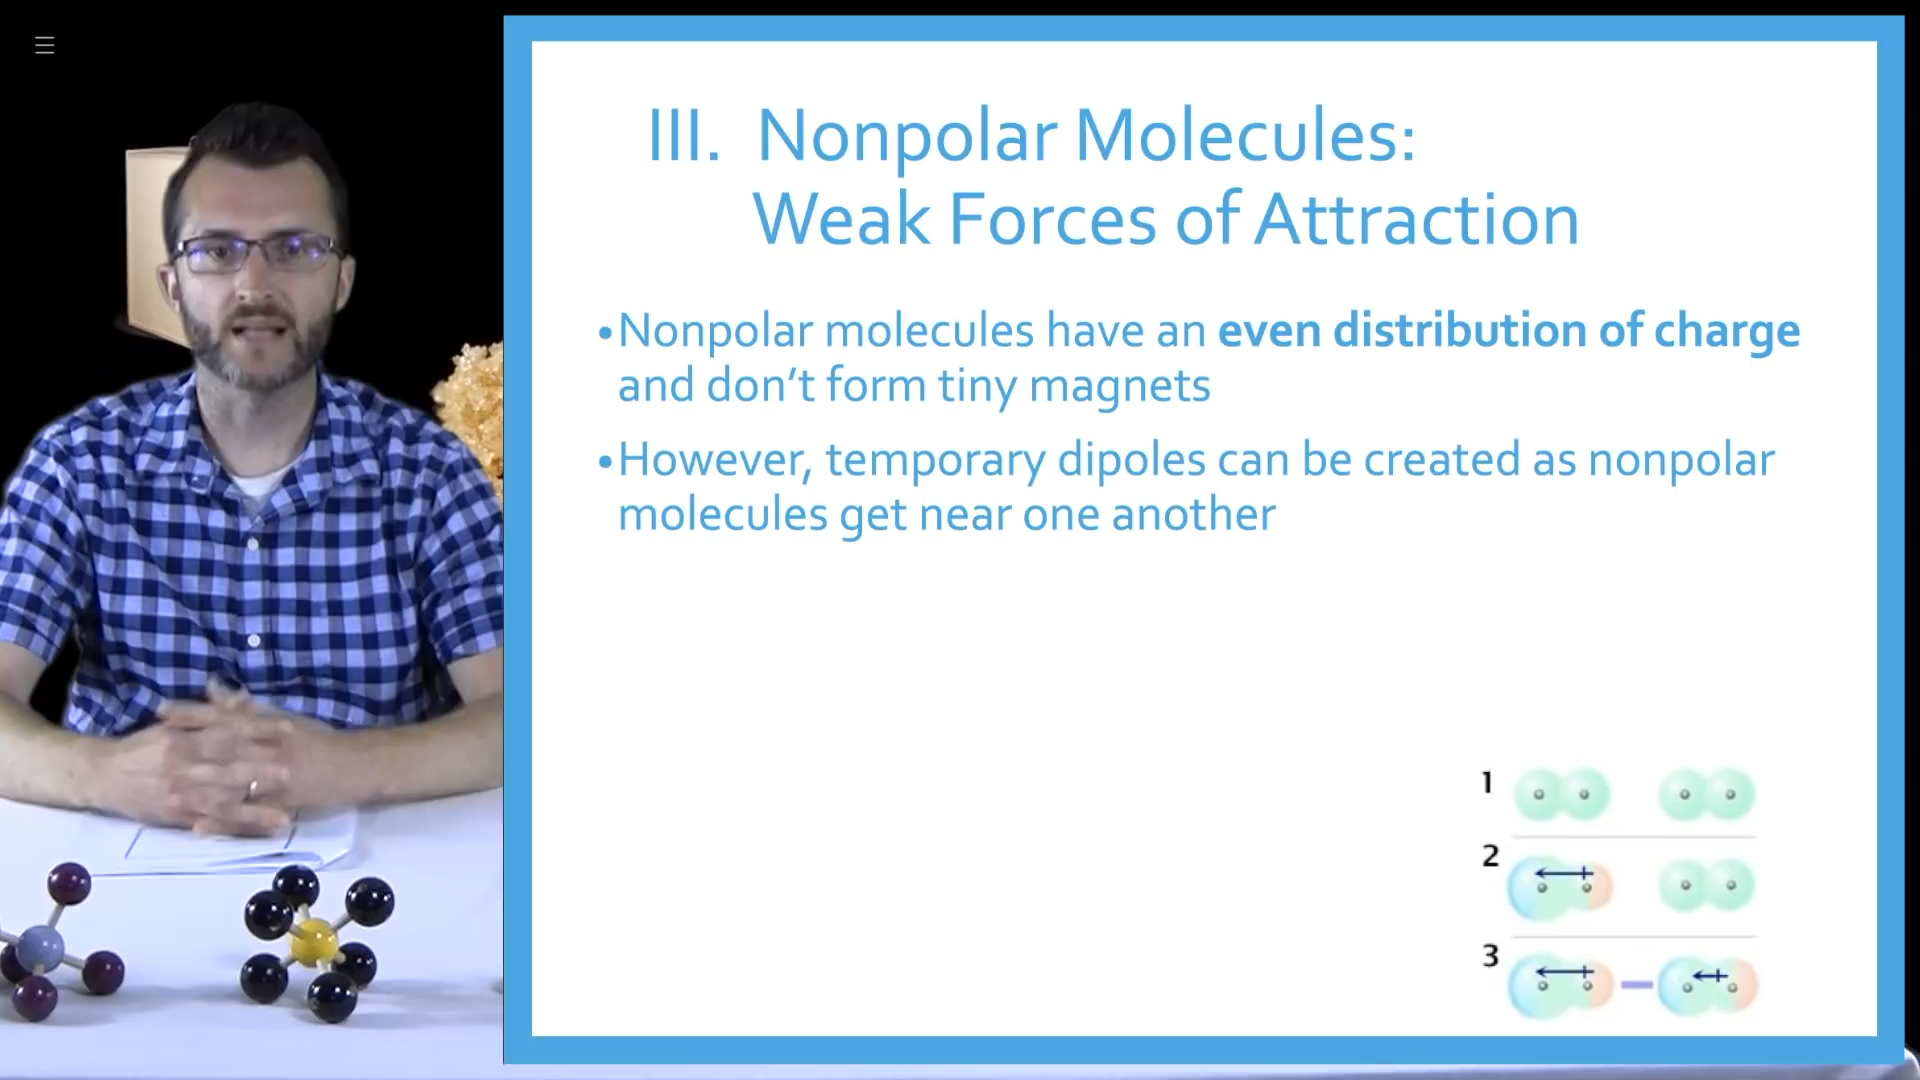 III. Nonpolar Molecules:
Weak Forces of Attraction
•Nonpolar molecules have an even distribution of charge
and don’t form tiny magnets
•However, temporary dipoles can be created as nonpolar
molecules get near one another
1
2
3